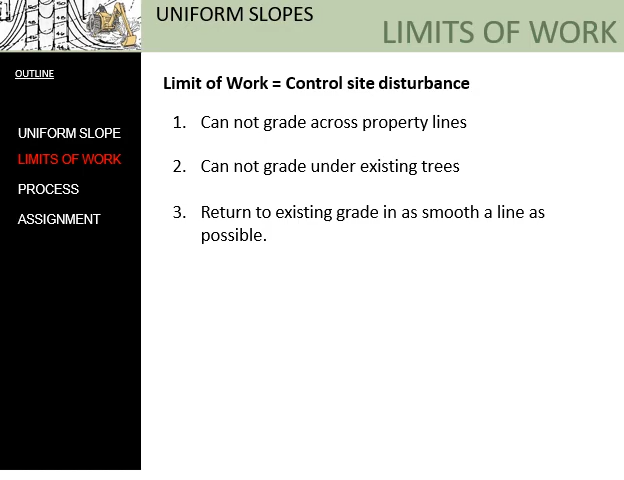 UNIFORM SLOPES
LIMITS OF WORK
OUTLINE
UNIFORM SLOPE
LIMITS OF WORK
PROCESS
ASSIGNMENT
Limit of Work = Control site disturbance
1. Can not grade across property lines
2. Can not grade under existing trees
3. Return to existing grade in as smooth a line as
possible.